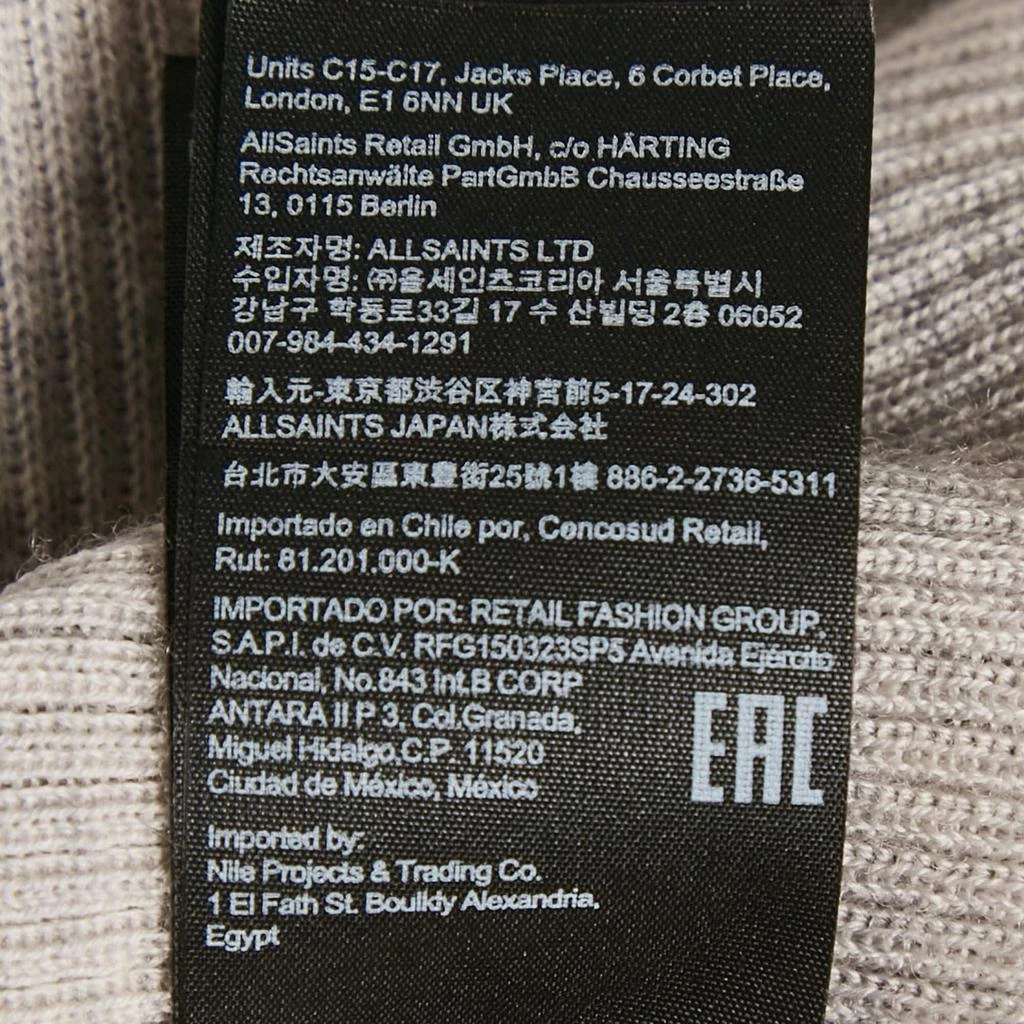 Units C15-C17, Jacks Place, 6 Corbet Place,
London, E1 6NN UK
AllSaints Retail GmbH, c/o HÄRTING
Rechtsanwälte PartGmbB Chausseestraße
13, 0115 Berlin
제조자명: ALLSAINTS LTD
수입자명: ㈜올세인츠코리아 서울특별시
강남구 학동로33길 17 수 산빌딩 2층 06052
007-984-434-1291
輸入元-東京都渋谷区神宮前5-17-24-302
ALLSAINTS JAPAN株式会社
台北市大安區東豐街25號1樓 886-2-2736-5311
Importado en Chile por, Cencosud Retail,
Rut: 81.201.000-K
IMPORTADO POR: RETAIL FASHION GROUP.
S.A.P.I. de C.V. RFG150323SP5 Avenida Ejército
Nacional, No.843 Int.B CORP
ANTARA II P 3, Col.Granada,
Miguel Hidalgo.C.P. 11520
Ciudad de México, México
EAC
Imported by:
Nile Projects & Trading Co.
1 El Fath St. Boulkly Alexandria,
Egypt